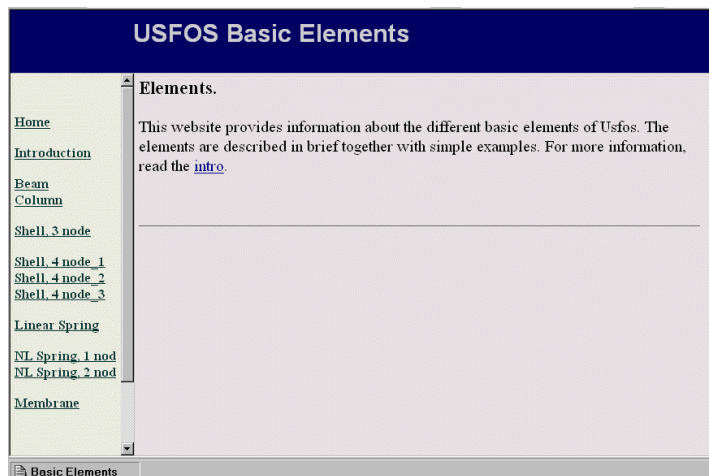 USFOS Basic Elements
Home
Introduction
Beam
Column
Shell, 3 node
Shell, 4 node_1
Shell, 4 node_2
Shell, 4 node_3
Linear Spring
NL Spring, 1 nod
NL Spring, 2 nod
Membrane
Elements.
This website provides information about the different basic elements of Usfos. The
elements are described in brief together with simple examples. For more information,
read the intro.
Basic Elements